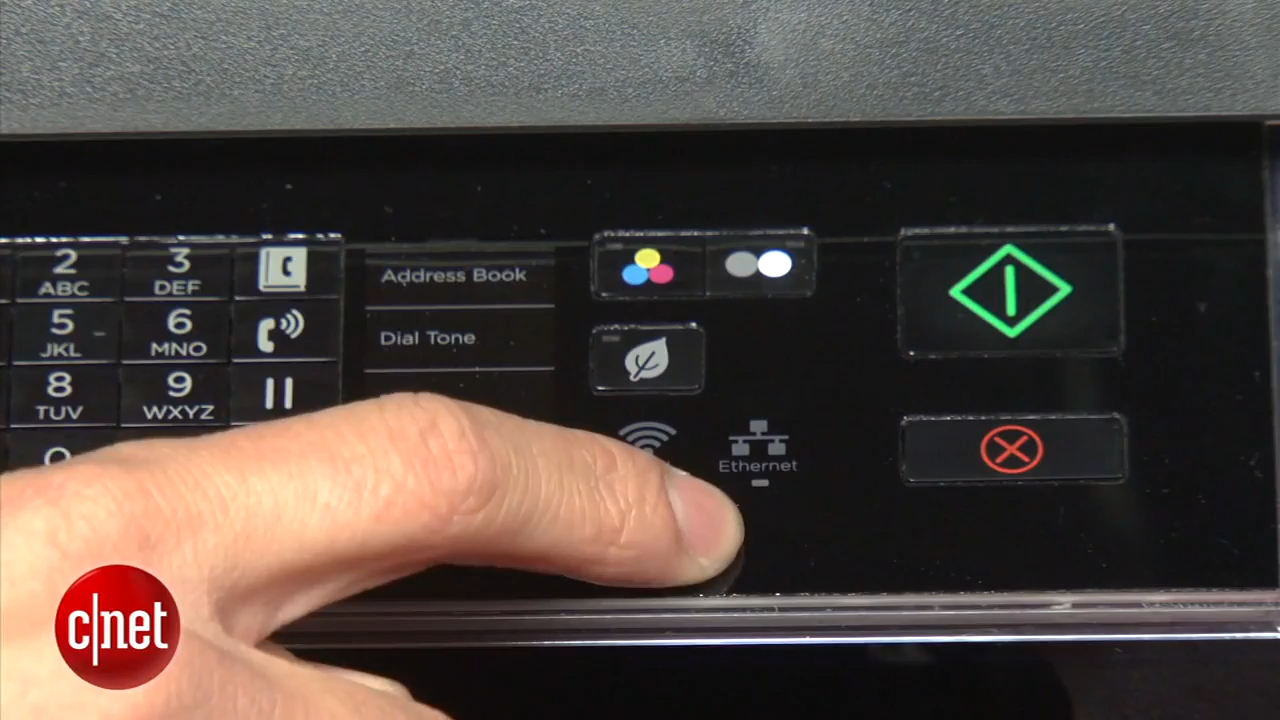 2 ABC
3 DEF
Address Book
5 JKL
6 MNO
Dial Tone
8 TUV
9 WXYZ
Ethernet
c|net